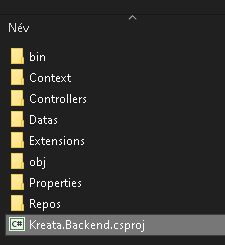 Név
bin
Context
Controllers
Datas
Extensions
obj
Properties
Repos
C# Kreata.Backend.csproj